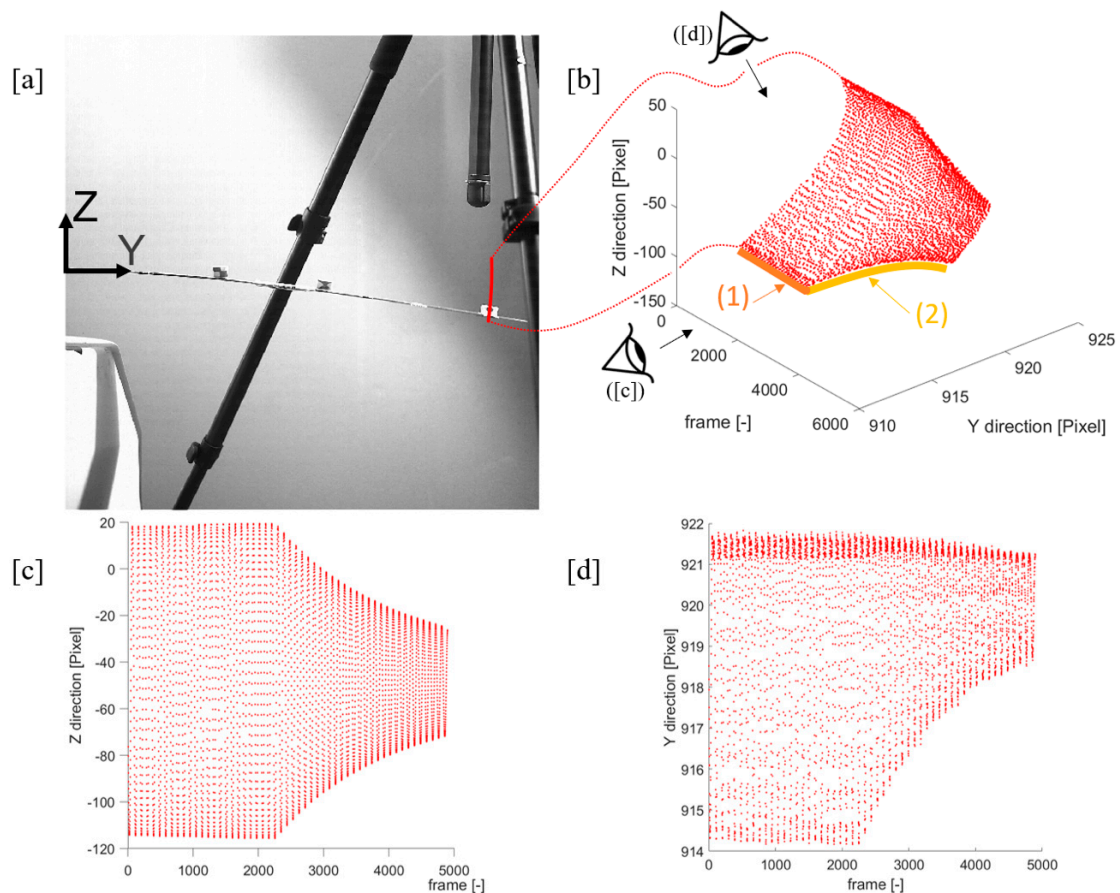 [a]
Z
Y
([d])
[b]
50
0
-50
-100
-150
Z direction [Pixel]
(1)
(2)
([c])
0
2000
4000
6000
frame [-]
910
915
920
925
Y direction [Pixel]
[c]
20
0
-20
-40
-60
-80
-100
-120
Z direction [Pixel]
0
1000
2000
3000
4000
5000
frame [-]
[d]
922
921
920
919
918
917
916
915
914
Y direction [Pixel]
0
1000
2000
3000
4000
5000
frame [-]